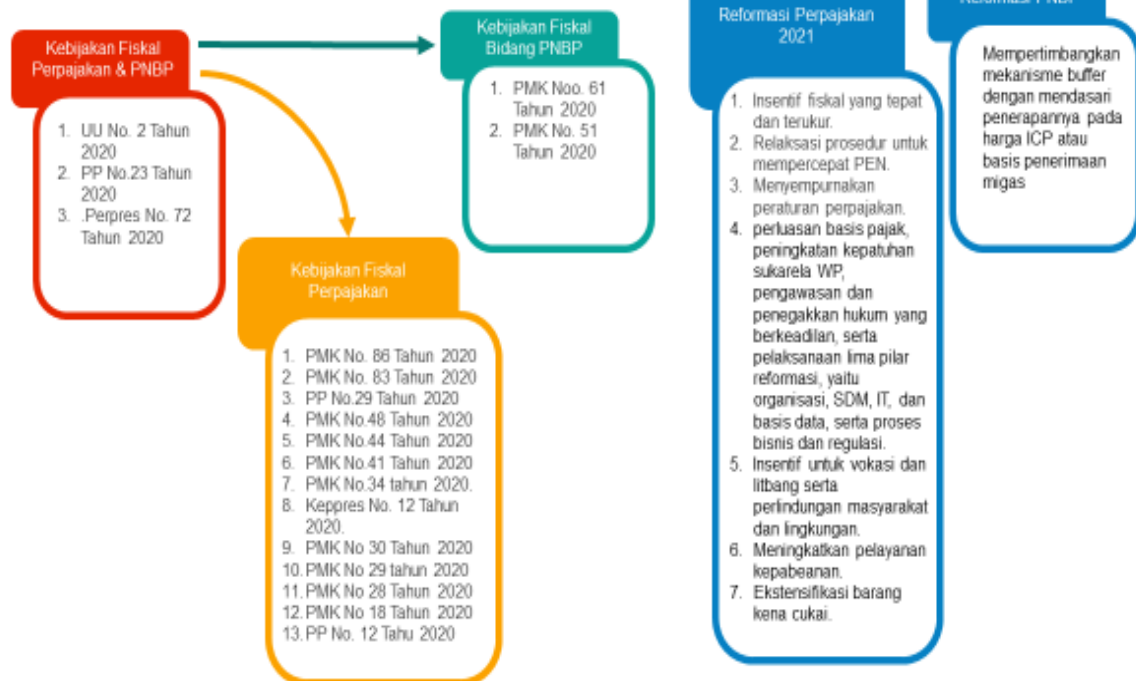 Kebijakan Fiskal
Perpajakan & PNBP
1. UU No. 2 Tahun
2020
2. PP No.23 Tahun
2020
3. .Perpres No. 72
Tahun 2020
Kebijakan Fiskal
Bidang PNBP
1. PMK Noo. 61
Tahun 2020
2. PMK No. 51
Tahun 2020
Kebijakan Fiskal
Perpajakan
1. PMK No. 86 Tahun 2020
2. PMK No. 83 Tahun 2020
3. PP No.29 Tahun 2020
4. PMK No.48 Tahun 2020
5. PMK No.44 Tahun 2020
6. PMK No.41 Tahun 2020
7. PMK No.34 tahun 2020.
8. Keppres No. 12 Tahun
2020.
9. PMK No 30 Tahun 2020
10. PMK No 29 tahun 2020
11. PMK No 28 Tahun 2020
12. PMK No 18 Tahun 2020
13. PP No. 12 Tahu 2020
Reformasi Perpajakan
2021
1. Insentif fiskal yang tepat
dan terukur.
2. Relaksasi prosedur untuk
mempercepat PEN.
3. Menyempurnakan
peraturan perpajakan.
4. perluasan basis pajak,
peningkatan kepatuhan
sukarela WP,
pengawasan dan
penegakkan hukum yang
berkeadilan, serta
pelaksanaan lima pilar
reformasi, yaitu
organisasi, SDM, IT, dan
basis data, serta proses
bisnis dan regulasi.
5. Insentif untuk vokasi dan
litbang serta
perlindungan masyarakat
dan lingkungan.
6. Meningkatkan pelayanan
kepabeanan.
7. Ekstensifikasi barang
kena cukai.
Reformasi PNBP
Mempertimbangkan
mekanisme buffer
dengan mendasari
penerapannya pada
harga ICP atau
basis penerimaan
migas